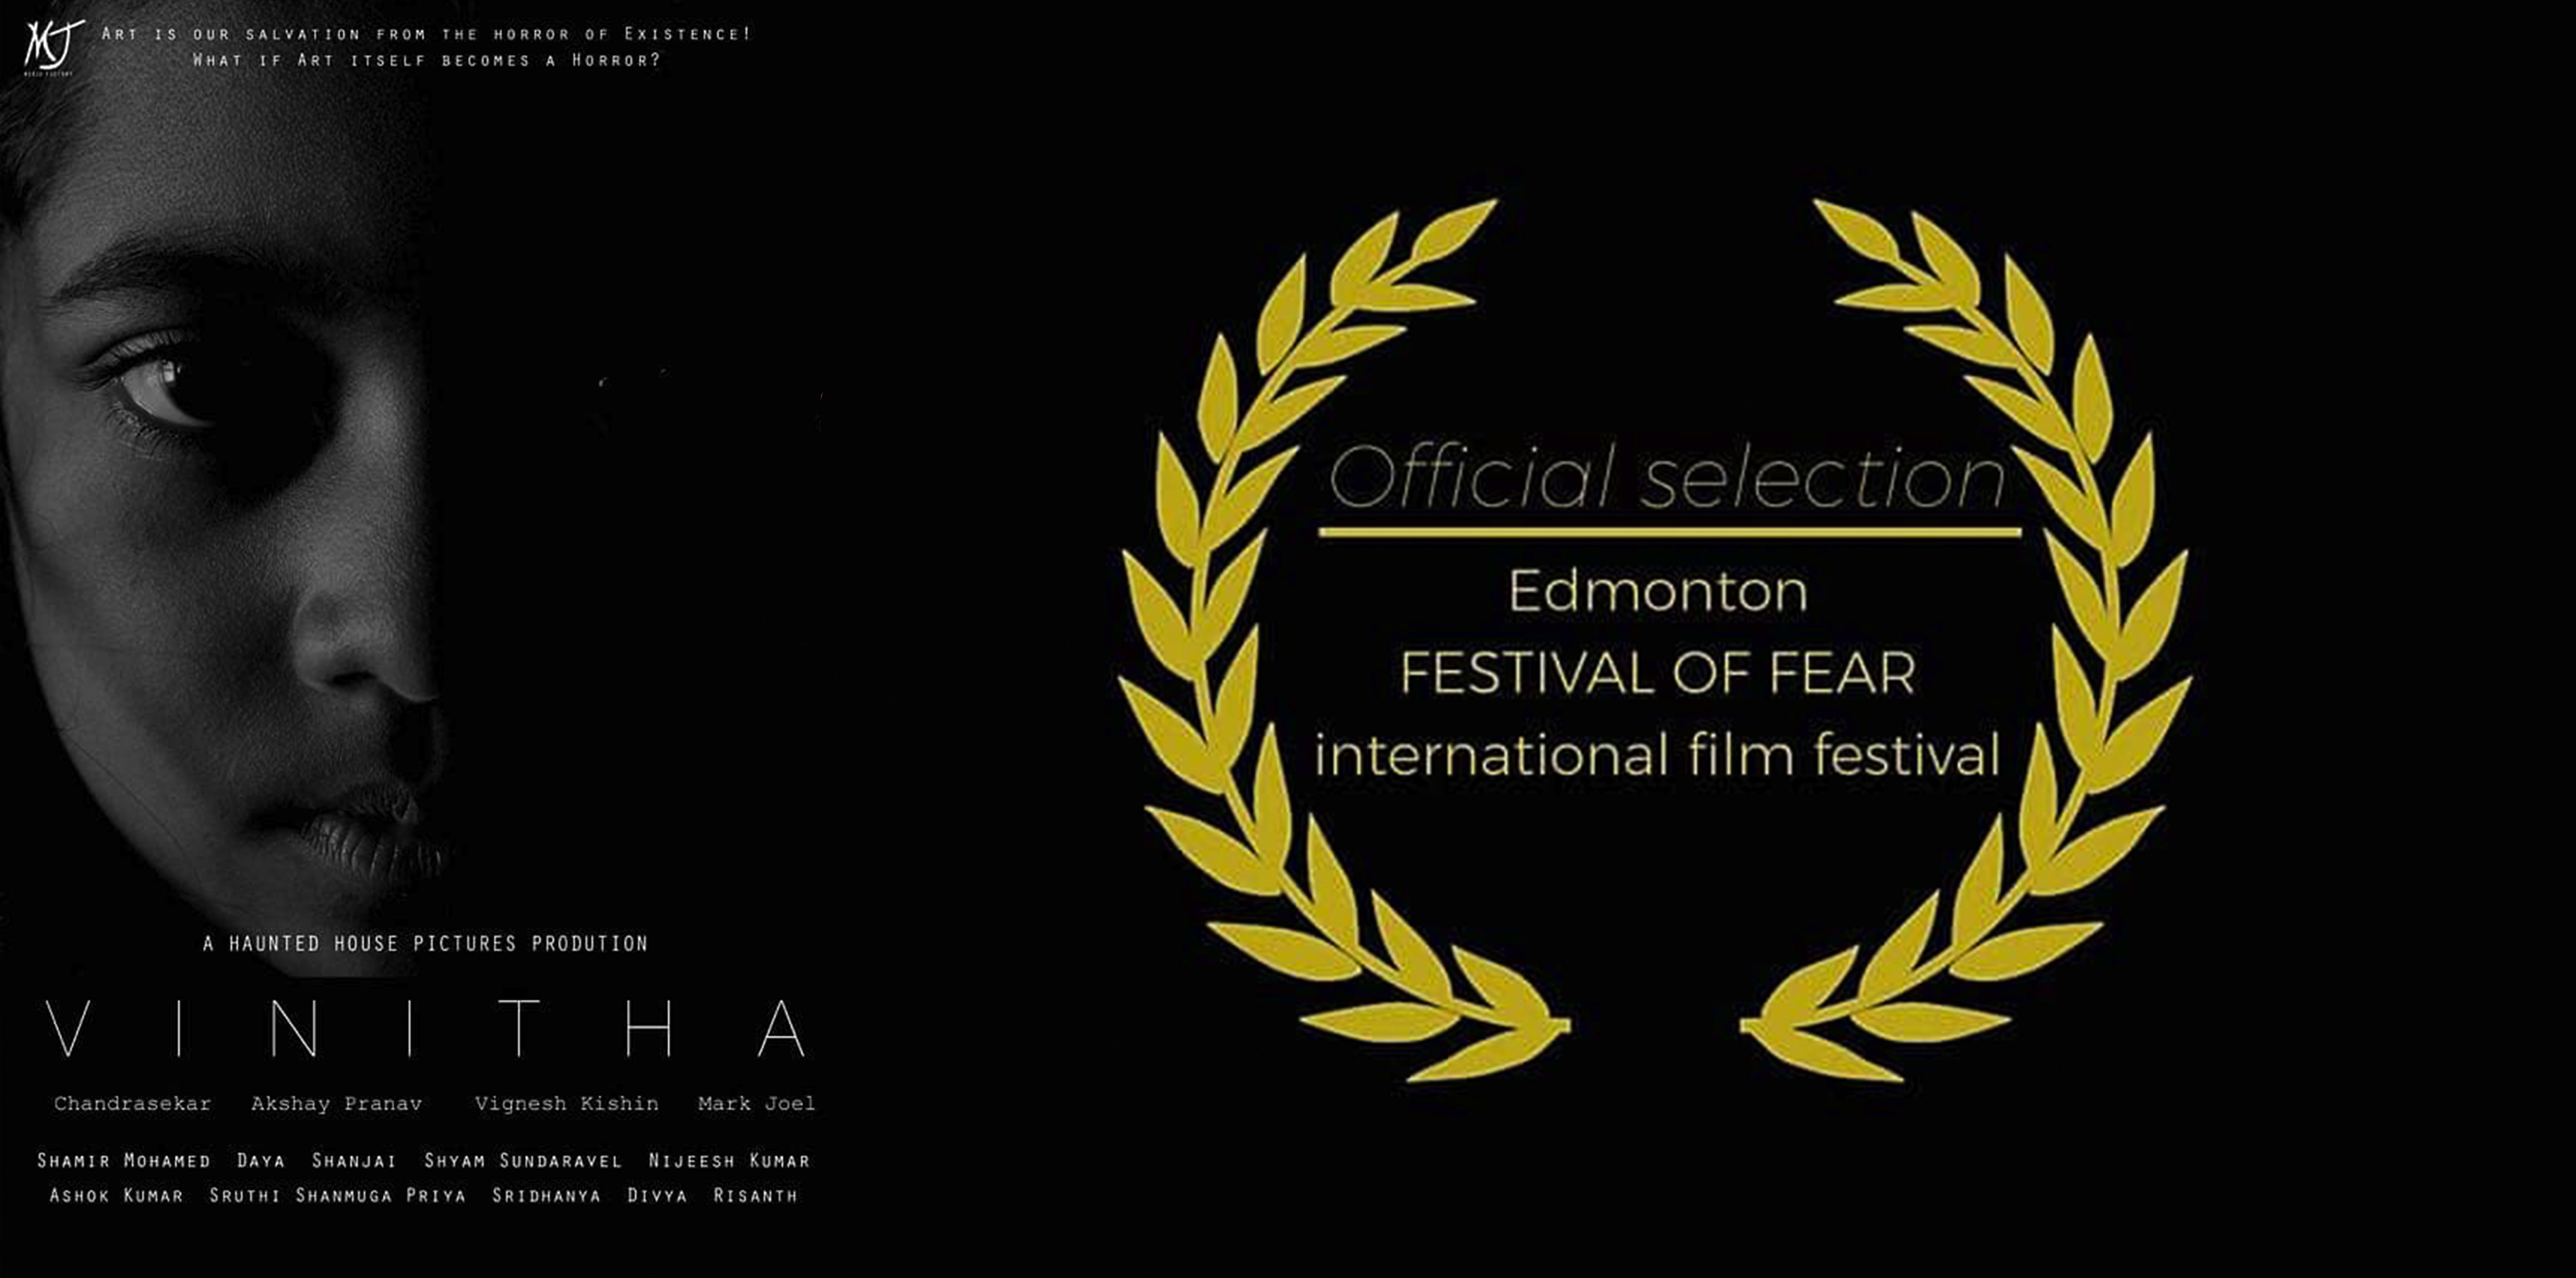 MJ
ART IS OUR SALVATION FROM THE HORROR OF EXISTENCE!
WHAT IF ART ITSELF BECOMES A HORROR?
A HAUNTED HOUSE PICTURES PRODUTION
VINITHA
Chandrasekar Akshay Pranav Vignesh Kishin Mark Joel
SHAMIR MOHAMED DAYA SHANJAI SHYAM SUNDARAVEL NIJEESH KUMAR
ASHOK KUMAR SRUTHI SHANMUGA PRIYA SRIDHANYA DIVYA RISANTH
Official selection
Edmonton
FESTIVAL OF FEAR
international film festival